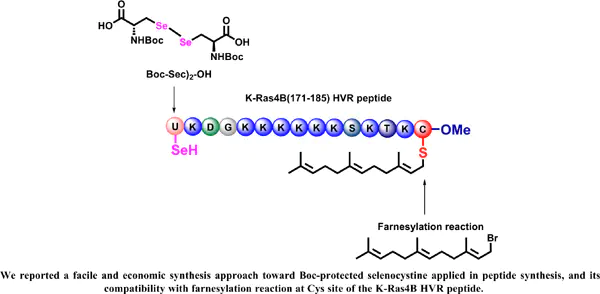 O
HO
Se
NHBoc
Se
O
OH
NHBoc
Boc-Sec)₂-OH
K-Ras4B(171-185) HVR peptide
U K D G K K K K K K S K T K C OMe
SeH
S
Farnesylation reaction
Br
We reported a facile and economic synthesis approach toward Boc-protected selenocystine applied in peptide synthesis, and its
compatibility with farnesylation reaction at Cys site of the K-Ras4B HVR peptide.